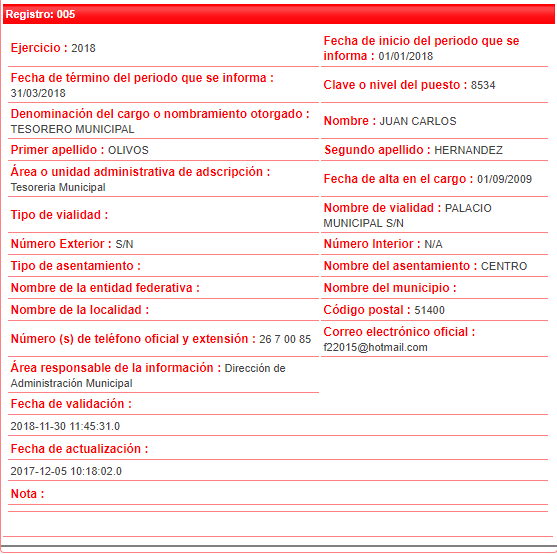 Registro: 005
Ejercicio : 2018
Fecha de inicio del periodo que se
informa : 01/01/2018
Fecha de término del periodo que se informa :
31/03/2018
Clave o nivel del puesto : 8534
Denominación del cargo o nombramiento otorgado :
TESORERO MUNICIPAL
Nombre : JUAN CARLOS
Primer apellido : OLIVOS
Segundo apellido : HERNANDEZ
Área o unidad administrativa de adscripción :
Tesoreria Municipal
Fecha de alta en el cargo : 01/09/2009
Tipo de vialidad :
Nombre de vialidad : PALACIO
MUNICIPAL S/N
Número Exterior : S/N
Número Interior : N/A
Tipo de asentamiento :
Nombre del asentamiento : CENTRO
Nombre de la entidad federativa :
Nombre del municipio :
Nombre de la localidad :
Código postal : 51400
Número (s) de teléfono oficial y extensión : 26 7 00 85
Correo electrónico oficial :
f22015@hotmail.com
Área responsable de la información : Dirección de
Administración Municipal
Fecha de validación :
2018-11-30 11:45:31.0
Fecha de actualización :
2017-12-05 10:18:02.0
Nota :